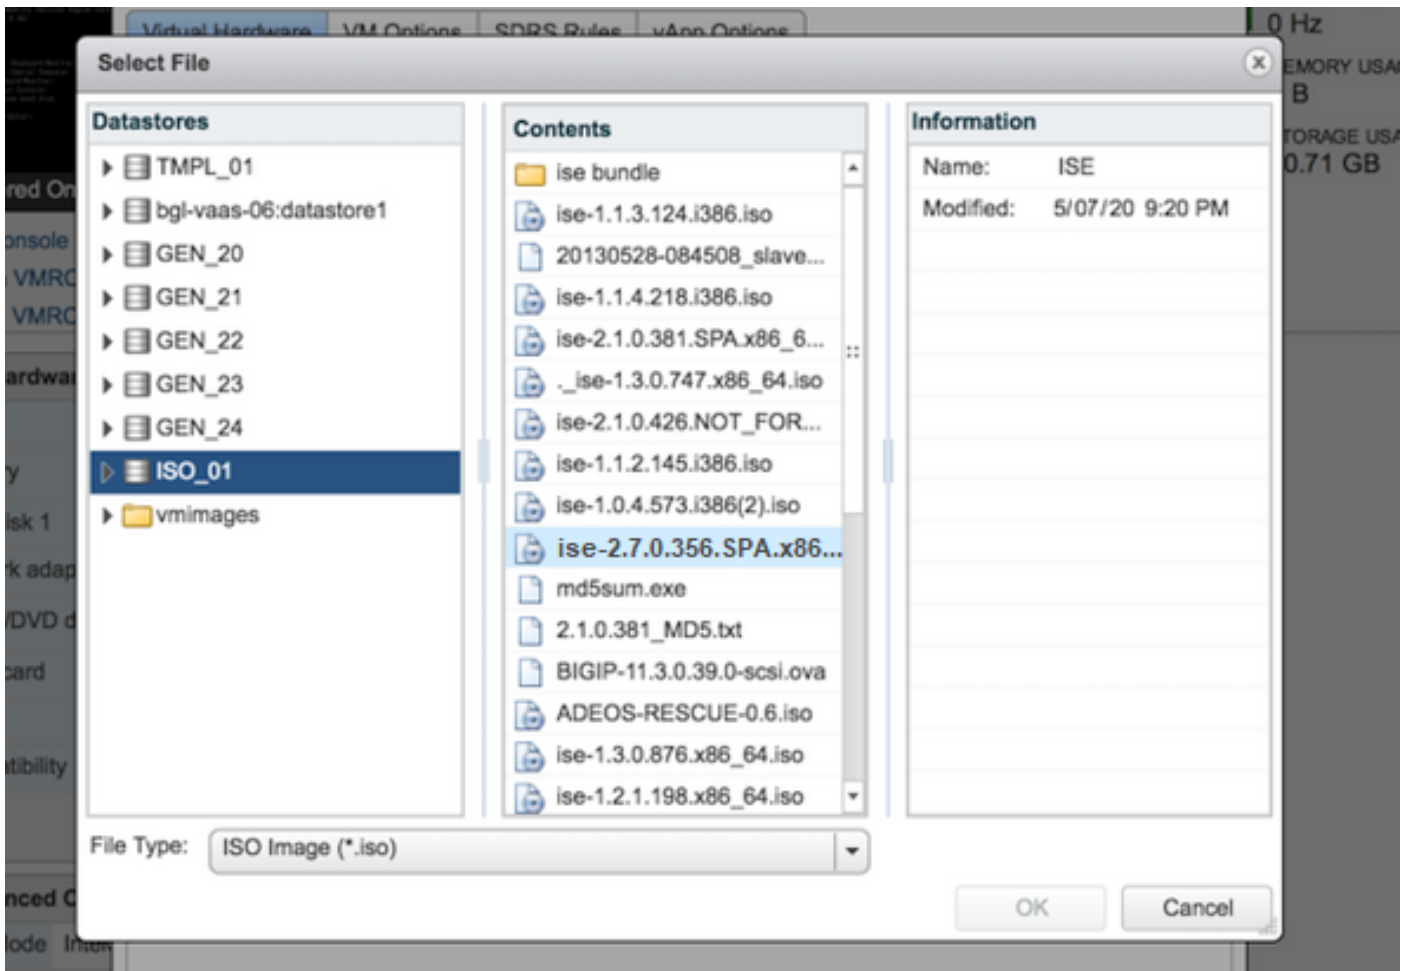 Virtual Hardware VM Options SDRS Rules vApp Options
0 Hz
Select File
EMORY USA
B
TORAGE USA
0.71 GB
red On
onsole
VMRC
VMRC
ardwa
ry
isk 1
rk adap
/DVD d
card
tibility
nced C
lode
Datastores
TMPL_01
bgl-vaas-06:datastore1
GEN_20
GEN_21
GEN_22
GEN_23
GEN_24
ISO_01
vmimages
Contents
ise bundle
ise-1.1.3.124.i386.iso
20130528-084508_slave...
ise-1.1.4.218.i386.iso
ise-2.1.0.381.SPA.x86_6...
._ise-1.3.0.747.x86_64.iso
ise-2.1.0.426.NOT_FOR...
ise-1.1.2.145.i386.iso
ise-1.0.4.573.i386(2).iso
ise-2.7.0.356.SPA.x86...
md5sum.exe
2.1.0.381_MD5.txt
BIGIP-11.3.0.39.0-scsi.ova
ADEOS-RESCUE-0.6.iso
ise-1.3.0.876.x86_64.iso
ise-1.2.1.198.x86_64.iso
Information
Name: ISE
Modified: 5/07/20 9:20 PM
File Type: ISO Image (*.iso)
OK Cancel